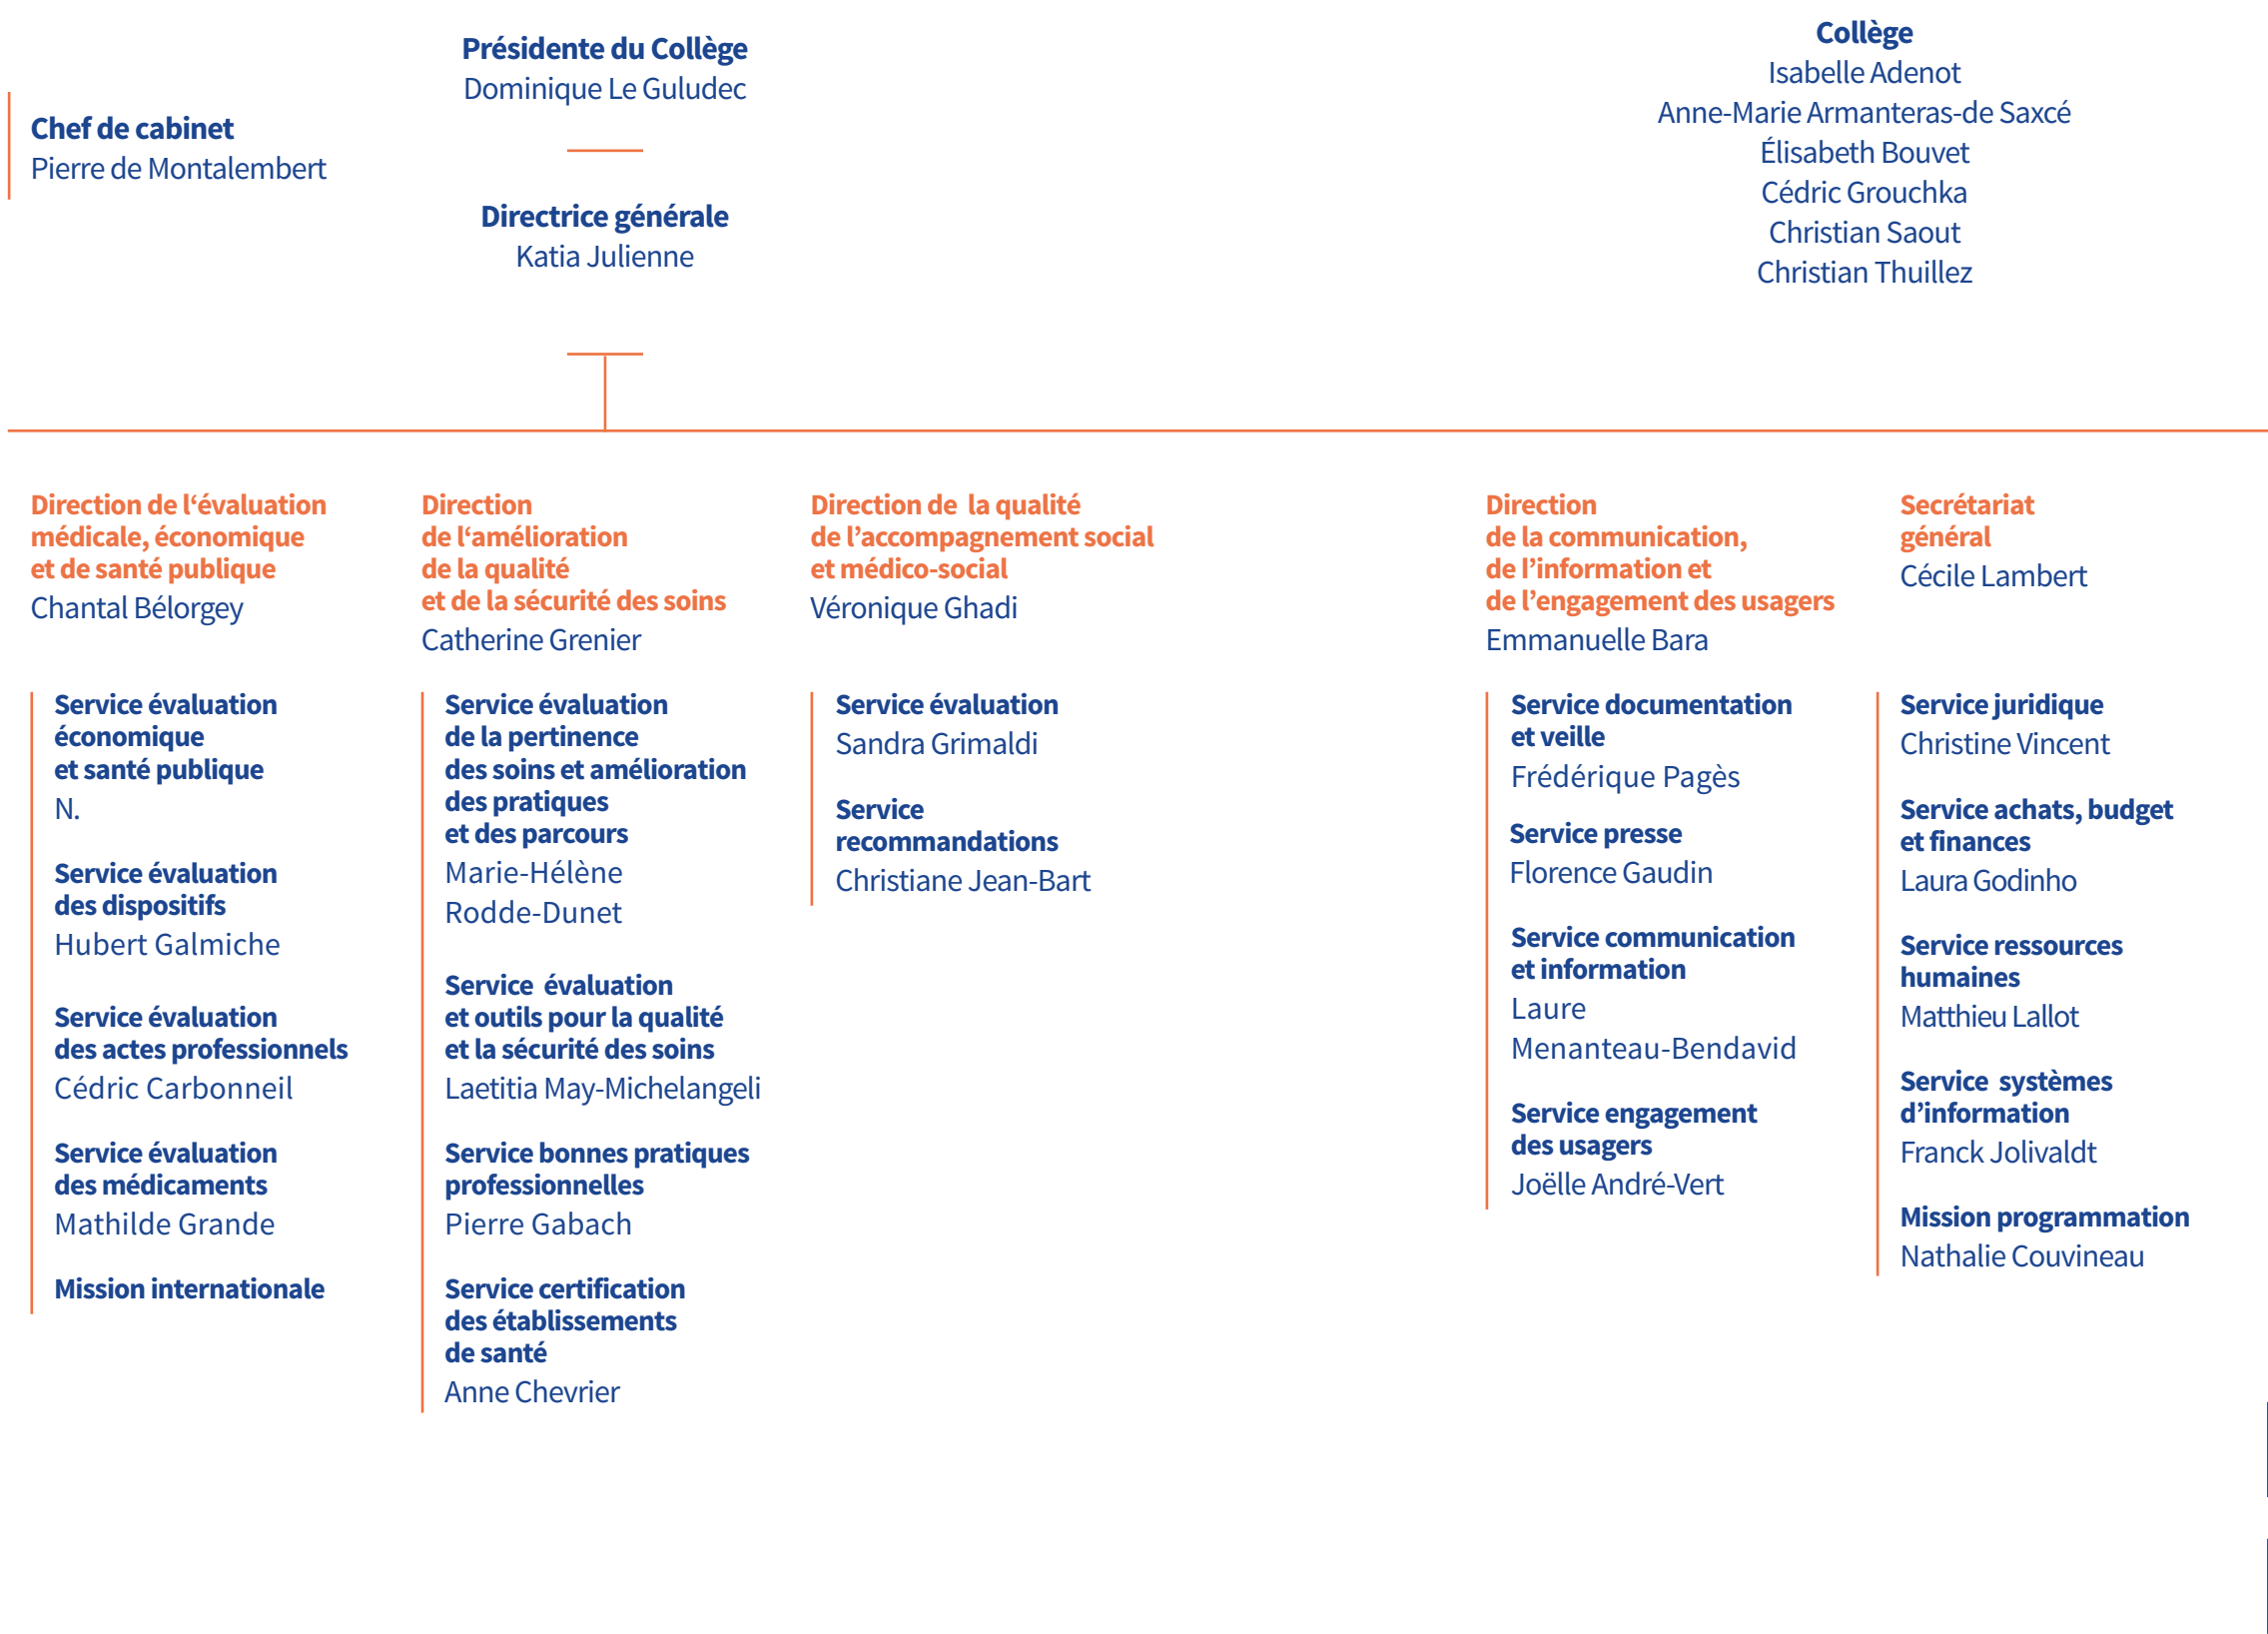 Présidente du Collège
Dominique Le Guludec
Chef de cabinet
Pierre de Montalembert
Directrice générale
Katia Julienne
Collège
Isabelle Adenot
Anne-Marie Armanteras-de Saxcé
Élisabeth Bouvet
Cédric Grouchka
Christian Saout
Christian Thuillez
Direction de l‘évaluation
médicale, économique
et de santé publique
Chantal Bélorgey
Service évaluation
économique
et santé publique
N.
Service évaluation
des dispositifs
Hubert Galmiche
Service évaluation
des actes professionnels
Cédric Carbonneil
Service évaluation
des médicaments
Mathilde Grande
Mission internationale
Direction
de l‘amélioration
de la qualité
et de la sécurité des soins
Catherine Grenier
Service évaluation
de la pertinence
des soins et amélioration
des pratiques
et des parcours
Marie-Hélène
Rodde-Dunet
Service évaluation
et outils pour la qualité
et la sécurité des soins
Laetitia May-Michelangeli
Service bonnes pratiques
professionnelles
Pierre Gabach
Service certification
des établissements
de santé
Anne Chevrier
Direction de la qualité
de l’accompagnement social
et médico-social
Véronique Ghadi
Service évaluation
Sandra Grimaldi
Service
recommandations
Christiane Jean-Bart
Direction
de la communication,
de l’information et
de l’engagement des usagers
Emmanuelle Bara
Service documentation
et veille
Frédérique Pagès
Service presse
Florence Gaudin
Service communication
et information
Laure
Menanteau-Bendavid
Service engagement
des usagers
Joëlle André-Vert
Secrétariat
général
Cécile Lambert
Service juridique
Christine Vincent
Service achats, budget
et finances
Laura Godinho
Service ressources
humaines
Matthieu Lallot
Service systèmes
d’information
Franck Jolivaldt
Mission programmation
Nathalie Couvineau